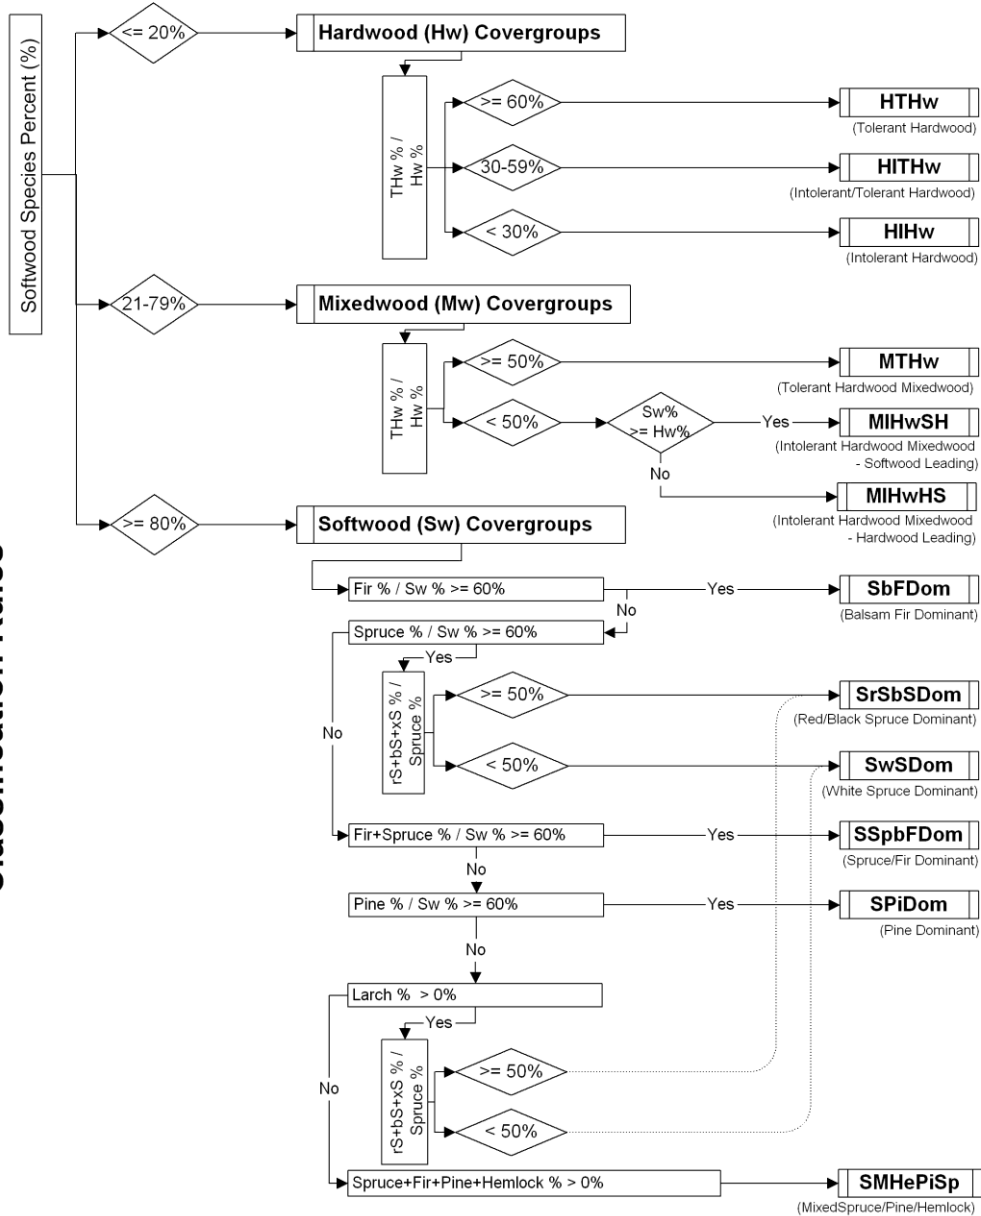 Softwood Species Percent (%)
<= 20%
Hardwood (Hw) Covergroups
THw % /
Hw %
>= 60%
HTHw
(Tolerant Hardwood)
30-59%
HITHw
(Intolerant/Tolerant Hardwood)
< 30%
HIHw
(Intolerant Hardwood)
21-79%
Mixedwood (Mw) Covergroups
THw % /
Hw %
>= 50%
MTHw
(Tolerant Hardwood Mixedwood)
< 50%
Sw%
>= Hw%
Yes
MIHwSH
(Intolerant Hardwood Mixedwood
- Softwood Leading)
No
MIHwHS
(Intolerant Hardwood Mixedwood
- Hardwood Leading)
>= 80%
Softwood (Sw) Covergroups
Fir % / Sw % >= 60%
Yes
SbFDom
(Balsam Fir Dominant)
No
Spruce % / Sw % >= 60%
Yes
rS+bS+xS % /
Spruce %
>= 50%
SrSbSDom
(Red/Black Spruce Dominant)
No
< 50%
SwSDom
(White Spruce Dominant)
Fir+Spruce % / Sw % >= 60%
Yes
SSpbFDom
(Spruce/Fir Dominant)
No
Pine % / Sw % >= 60%
Yes
SPiDom
(Pine Dominant)
No
Larch % > 0%
Yes
rS+bS+xS % /
Spruce %
>= 50%
No
< 50%
Spruce+Fir+Pine+Hemlock % > 0%
SMHePiSp
(MixedSpruce/Pine/Hemlock)